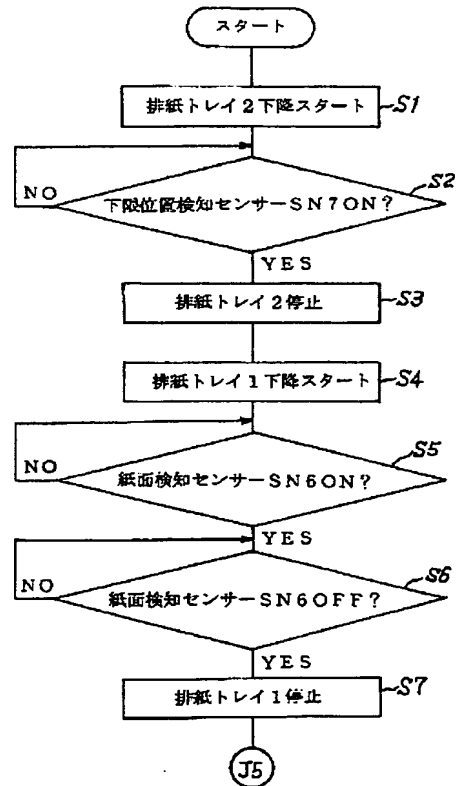 スタート
排紙トレイ2下降スタート
S1
下限位置検知センサーSN7ON?
S2
NO
YES
排紙トレイ2停止
S3
排紙トレイ1下降スタート
S4
紙面検知センサーSN6ON?
S5
NO
YES
紙面検知センサーSN6OFF?
S6
NO
YES
排紙トレイ1停止
S7
J5